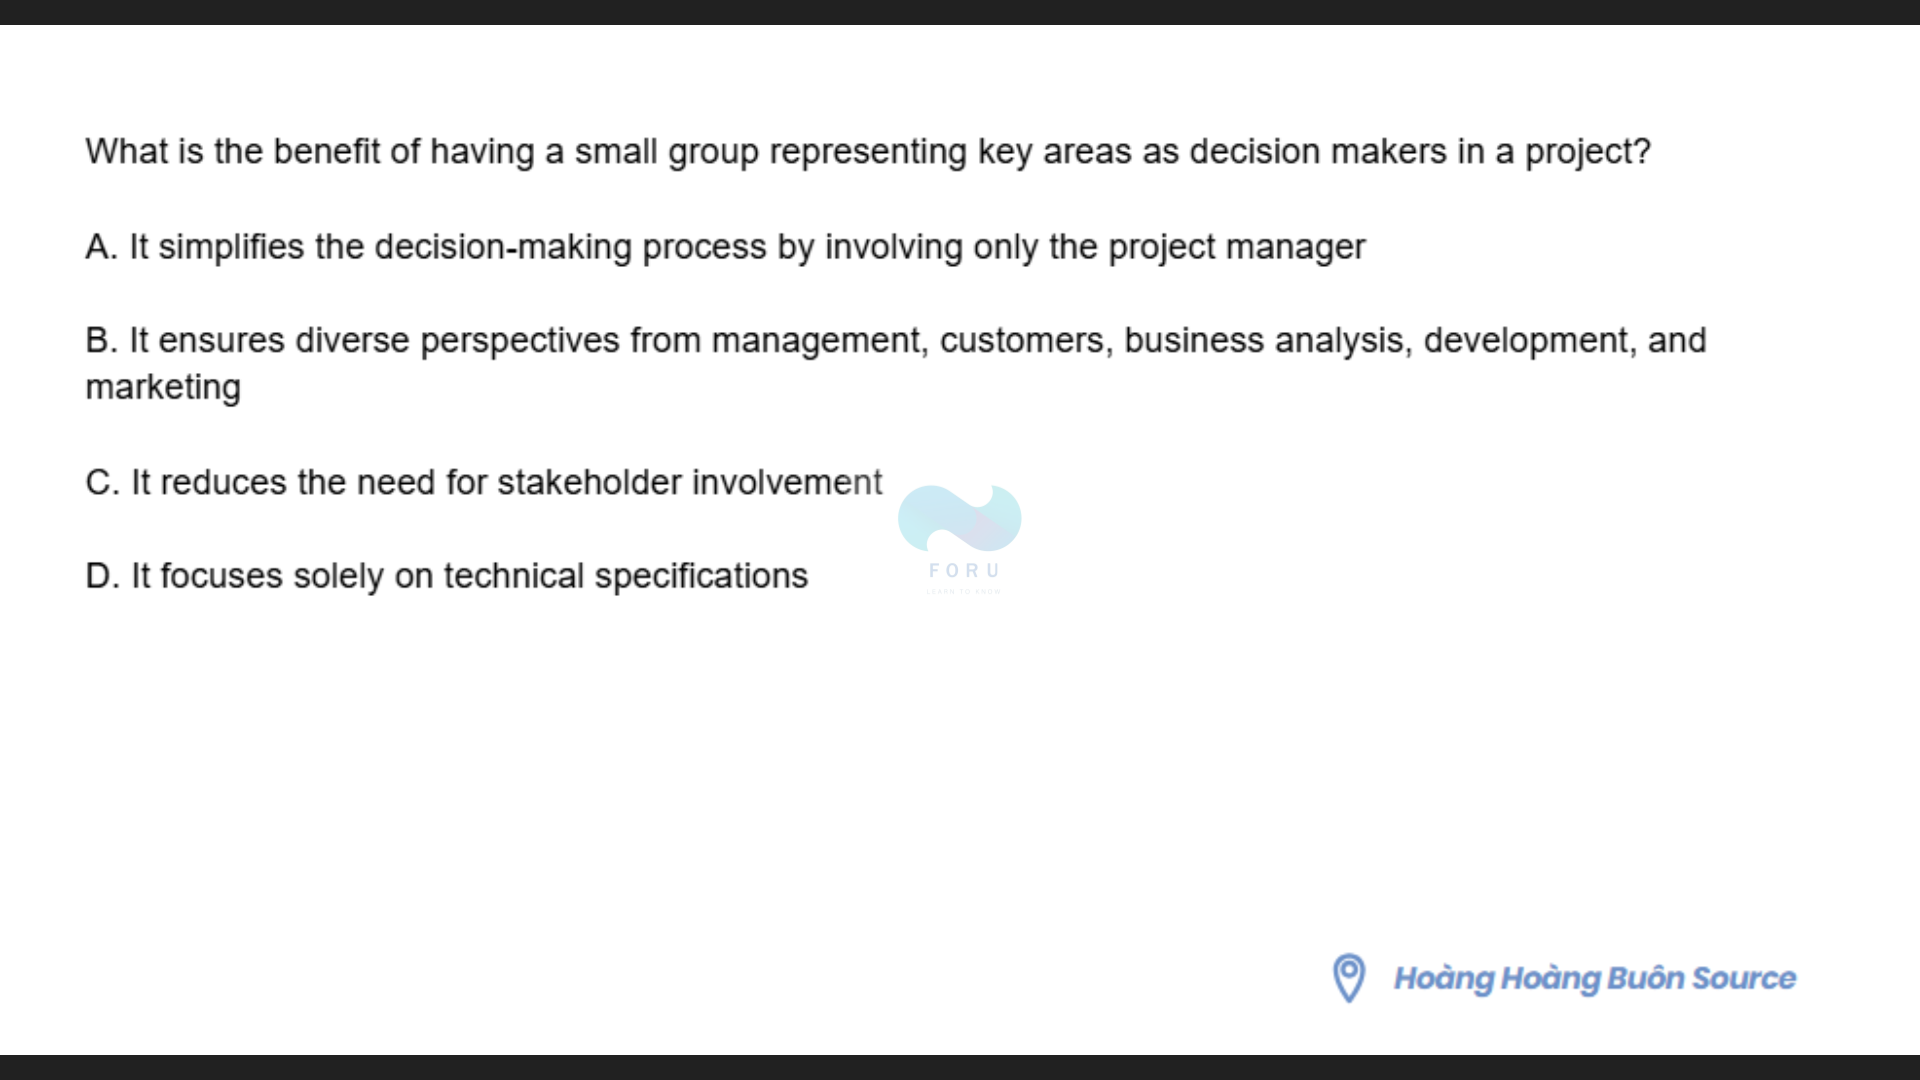 What is the benefit of having a small group representing key areas as decision makers in a project?
A. It simplifies the decision-making process by involving only the project manager
B. It ensures diverse perspectives from management, customers, business analysis, development, and
marketing
C. It reduces the need for stakeholder involvement
D. It focuses solely on technical specifications
FORU
LEARN TO KNOW
Hoàng Hoàng Buôn Source